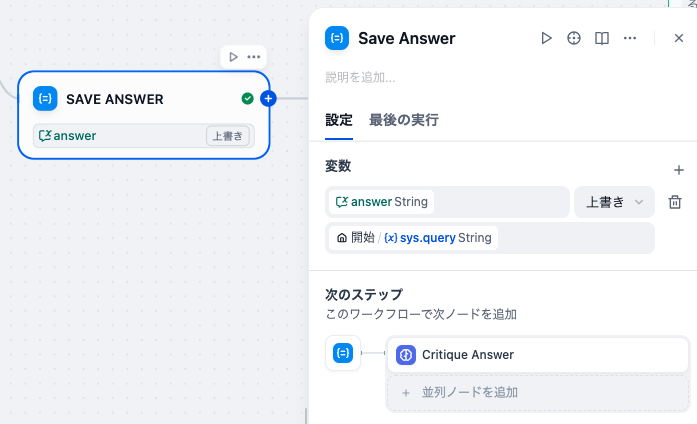 SAVE ANSWER
answer 上書き
Save Answer
説明を追加...
設定 最後の実行
変数
answer String 上書き
開始 / {x} sys.query String
次のステップ
このワークフローで次ノードを追加
Critique Answer
+ 並列ノードを追加